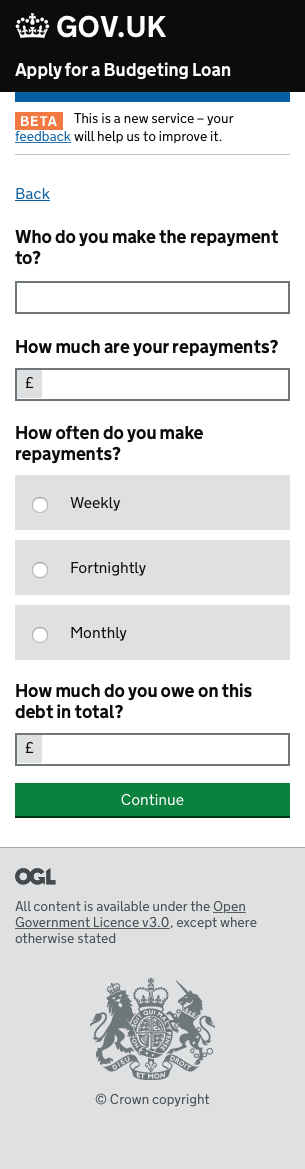 GOV.UK
Apply for a Budgeting Loan
BETA This is a new service – your
feedback will help us to improve it.
Back
Who do you make the repayment
to?
How much are your repayments?
£
How often do you make
repayments?
Weekly
Fortnightly
Monthly
How much do you owe on this
debt in total?
£
Continue
OGL
All content is available under the Open
Government Licence v3.0, except where
otherwise stated
DIEU ET MON DROIT
© Crown copyright